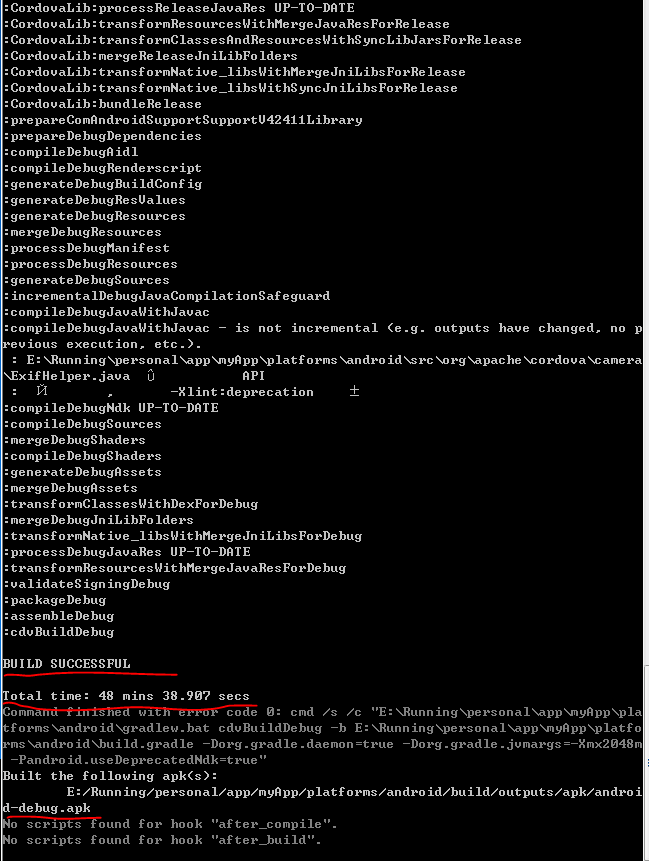 :CordovaLib:processReleaseJavaRes UP-TO-DATE
:CordovaLib:transformResourcesWithMergeJavaResForRelease
:CordovaLib:transformClassesAndResourcesWithSyncLibJarsForRelease
:CordovaLib:mergeReleaseJniLibFolders
:CordovaLib:transformNative_libsWithMergeJniLibsForRelease
:CordovaLib:transformNative_libsWithSyncJniLibsForRelease
:CordovaLib:bundleRelease
:prepareComAndroidSupportSupportV42411Library
:prepareDebugDependencies
:compileDebugAidl
:compileDebugRenderscript
:generateDebugBuildConfig
:generateDebugResValues
:generateDebugResources
:mergeDebugResources
:processDebugManifest
:processDebugResources
:generateDebugSources
:incrementalDebugJavaCompilationSafeguard
:compileDebugJavaWithJavac
:compileDebugJavaWithJavac - is not incremental (e.g. outputs have changed, no p
revious execution, etc.).
: E:\Running\personal\app\myApp\platforms\android\src\org\apache\cordova\camera
\ExifHelper.java API
: , -Xlint:deprecation ±
:compileDebugNdk UP-TO-DATE
:compileDebugSources
:mergeDebugShaders
:compileDebugShaders
:generateDebugAssets
:mergeDebugAssets
:transformClassesWithDexForDebug
:mergeDebugJniLibFolders
:transformNative_libsWithMergeJniLibsForDebug
:processDebugJavaRes UP-TO-DATE
:transformResourcesWithMergeJavaResForDebug
:validateSigningDebug
:packageDebug
:assembleDebug
:cdvBuildDebug
BUILD SUCCESSFUL
Total time: 48 mins 38.907 secs
Command finished with error code 0: cmd /s /c "E:\Running\personal\app\myApp\pla
tforms\android\gradlew.bat cdvBuildDebug -b E:\Running\personal\app\myApp\platfo
rms\android\build.gradle -Dorg.gradle.daemon=true -Dorg.gradle.jvmargs=-Xmx2048m
-Pandroid.useDeprecatedNdk=true"
Built the following apk(s):
E:/Running/personal/app/myApp/platforms/android/build/outputs/apk/androi
d-debug.apk
No scripts found for hook "after_compile".
No scripts found for hook "after_build".